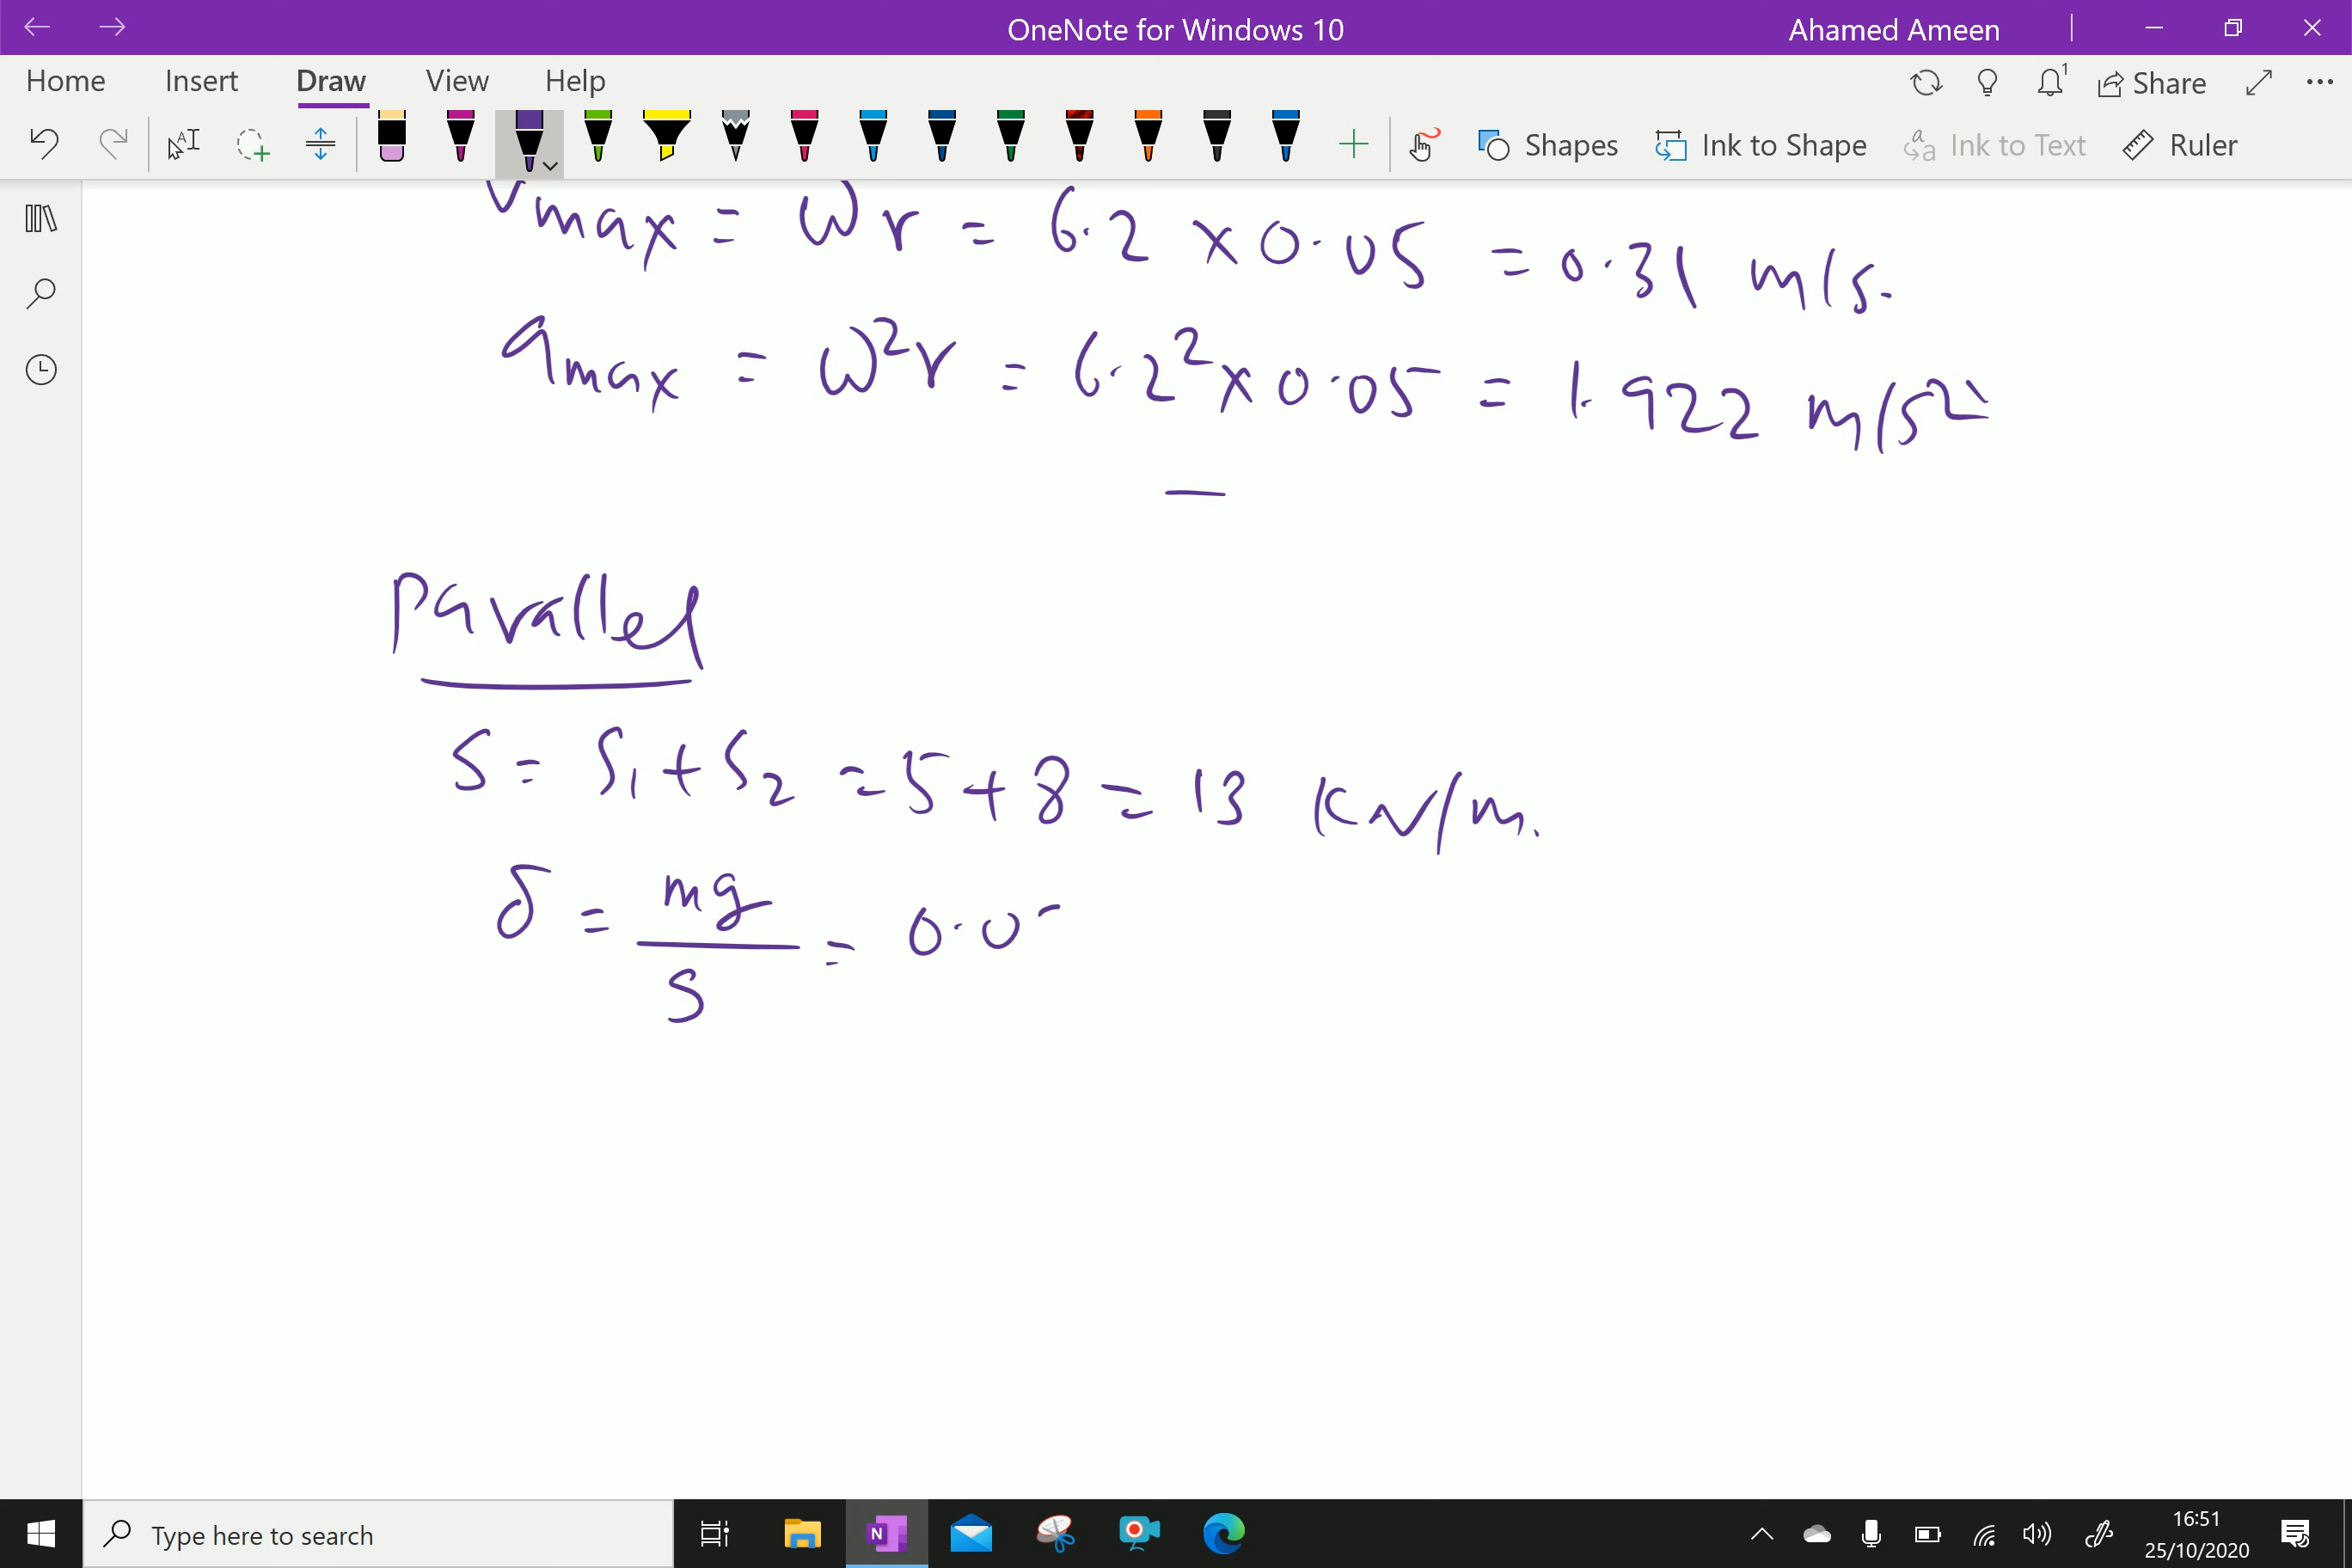 OneNote for Windows 10
Ahamed Ameen
Home Insert Draw View Help
1 Share
Shapes Ink to Shape Ink to Text Ruler
Vmax = ωr = 6.2 × 0.05 = 0.31 m/s.
amax = ω²r = 6.2² × 0.05 = 1.922 m/s²
Parallel
S = S₁ + S₂ = 5 + 8 = 13 KN/m.
δ = mg/S = 0.0
Type here to search
16:51
25/10/2020